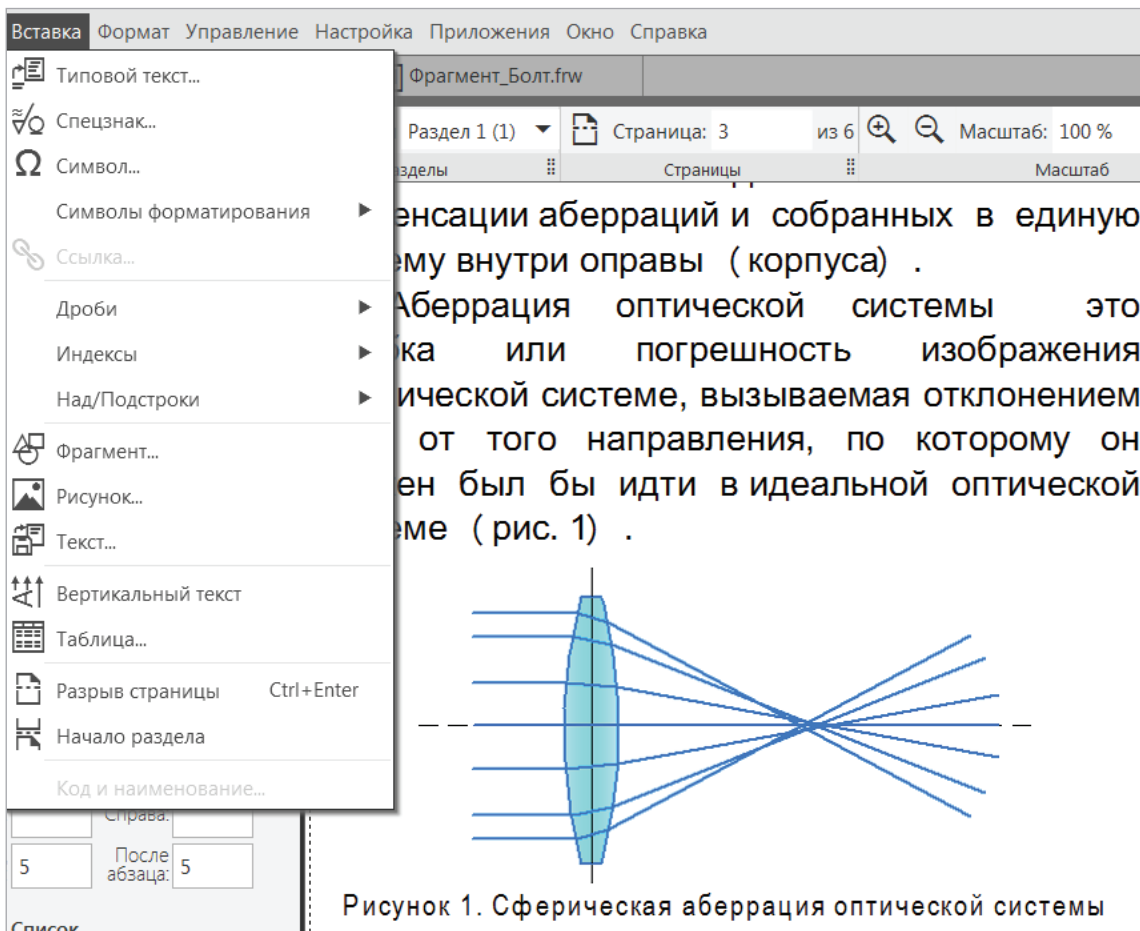 Вставка Формат Управление Настройка Приложения Окно Справка
Типовой текст...
Фрагмент_Болт.frw
Спецзнак...
Раздел 1 (1) Страница: 3 из 6 Масштаб: 100 %
Символ...
Страницы Масштаб
Символы форматирования
енсации аберраций и собранных в единую
Ссылка...
ему внутри оправы ( корпуса) .
Дроби
Аберрация оптической системы это
Индексы
ка или погрешность изображения
Над/Подстроки
ической системе, вызываемая отклонением
от того направления, по которому он
Фрагмент...
ен был бы идти в идеальной оптической
Рисунок...
еме ( рис. 1) .
Текст...
Вертикальный текст
Таблица...
Разрыв страницы Ctrl+Enter
Начало раздела
Код и наименование...
Справа:
5 После абзаца: 5
Рисунок 1. Сферическая аберрация оптической системы
Список